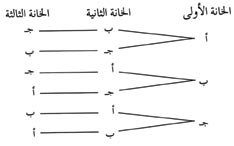 الخانة الأولى الخانة الثانية الخانة الثالثة
ب جـ
أ
جـ ب
أ جـ
ب
جـ أ
أ ب
جـ
ب أ